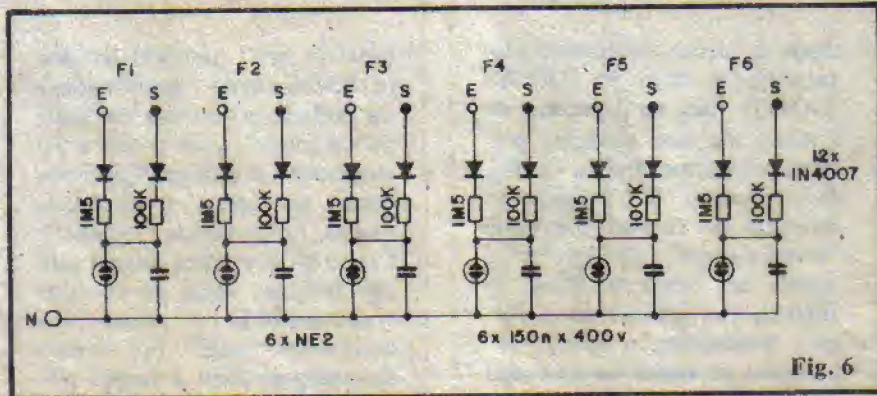 F1 F2 F3 F4 F5 F6
E S E S E S E S E S E S
12x
1N4007
1M5 100K 1M5 100K 1M5 100K 1M5 100K 1M5 100K 1M5 100K
N
6 x NE2 6 x 150n x 400v
Fig. 6